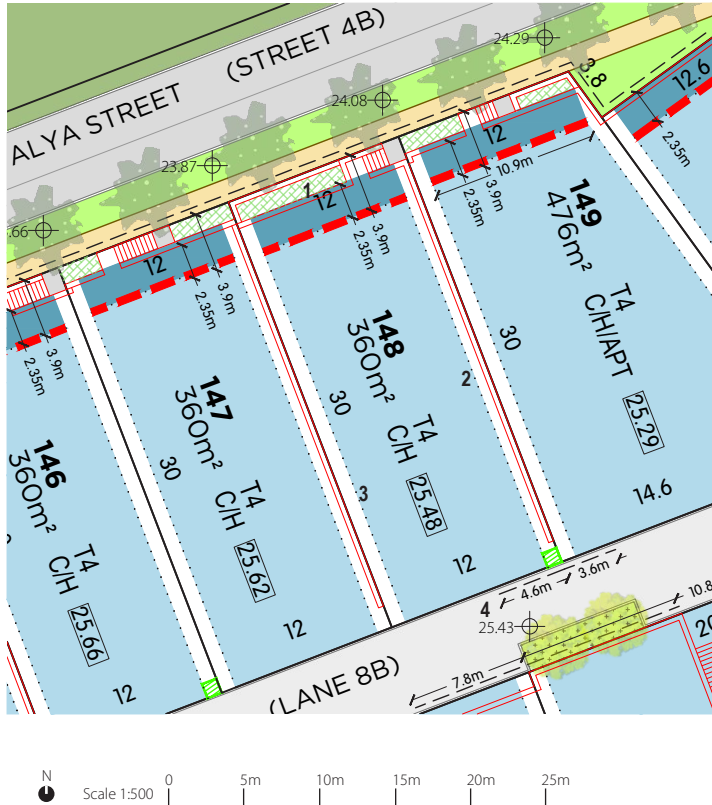 ALYA STREET (STREET 4B)
24.29
24.08
23.87
.66
3.8
12.6
2.35m
12
10.9m
3.9m
2.35m
1
12
3.9m
2.35m
12
3.9m
2.35m
3.9m
2.35m
149
476m²
T4
C/H/APT
25.29
30
14.6
148
360m²
T4
C/H
25.48
2
30
12
147
360m²
T4
C/H
25.62
3
30
12
146
360m²
T4
C/H
25.66
12
4
4.6m
3.6m
25.43
10.8
7.8m
20
(LANE 8B)
N
Scale 1:500
0 5m 10m 15m 20m 25m